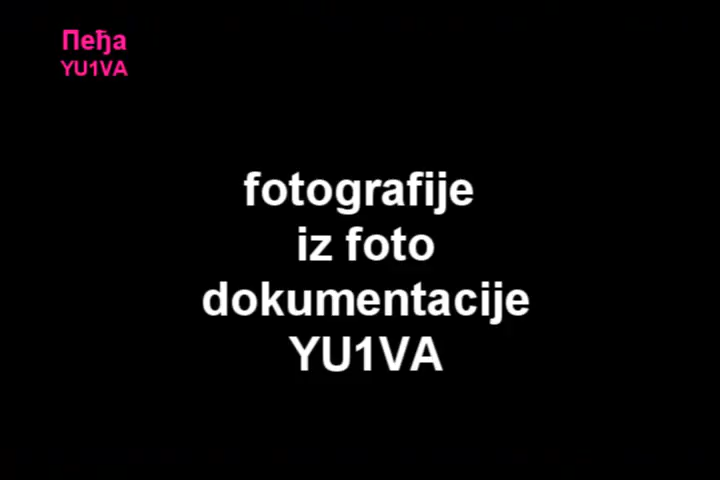 Пеђа
YU1VA
fotografije
iz foto
dokumentacije
YU1VA